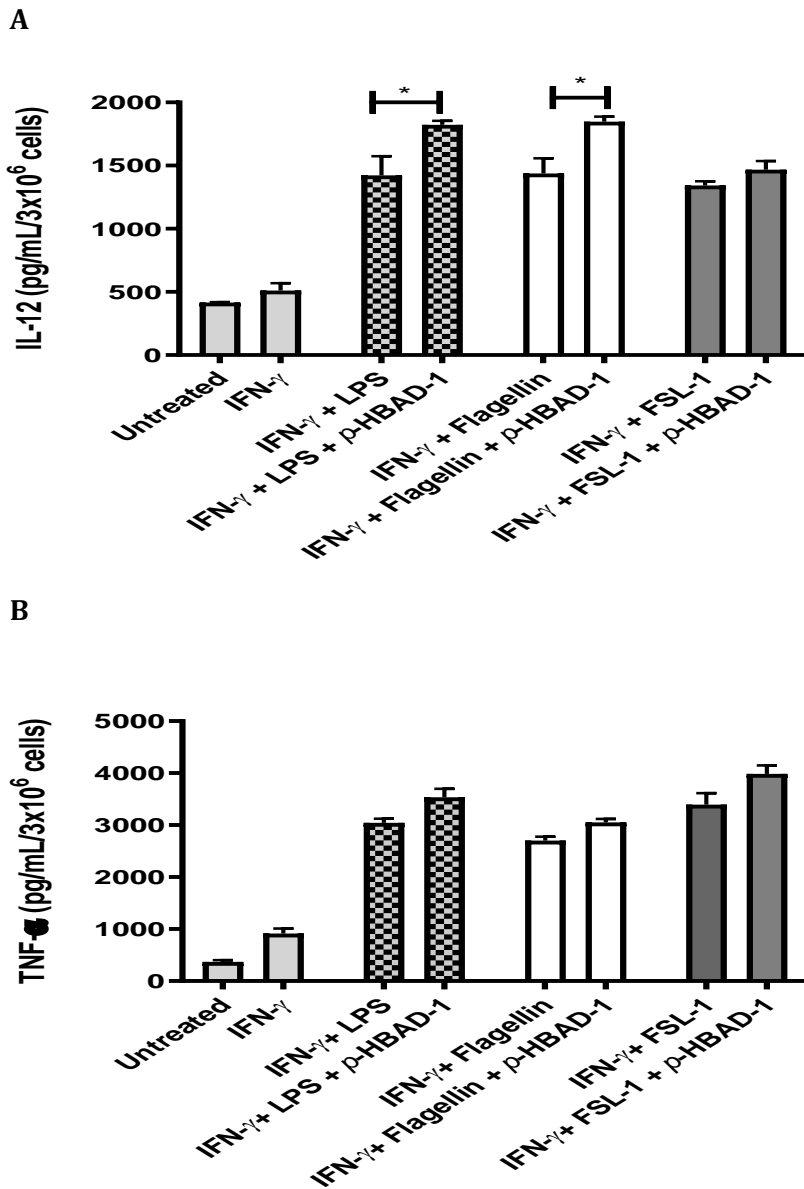 A
*
*
2000
1500
1000
500
0
IL-12 (pg/mL/3x10⁶ cells)
Untreated
IFN-γ
IFN-γ + LPS
IFN-γ + LPS + p-HBAD-1
IFN-γ + Flagellin
IFN-γ + Flagellin + p-HBAD-1
IFN-γ + FSL-1
IFN-γ + FSL-1 + p-HBAD-1
B
5000
4000
3000
2000
1000
0
TNF-α (pg/mL/3x10⁶ cells)
Untreated
IFN-γ
IFN-γ+ LPS
IFN-γ+ LPS + p-HBAD-1
IFN-γ+ Flagellin
IFN-γ+ Flagellin + p-HBAD-1
IFN-γ+ FSL-1
IFN-γ+ FSL-1 + p-HBAD-1